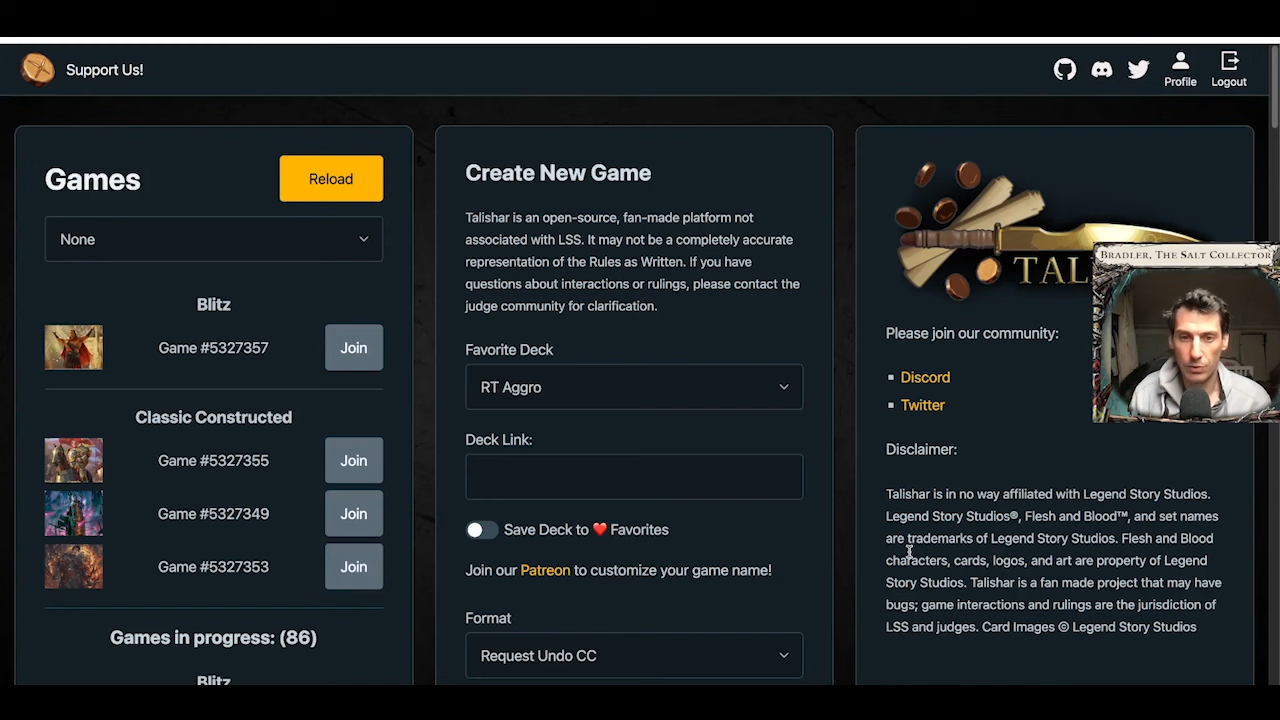 Support Us!
Profile
Logout
Games
Reload
None
Blitz
Game #5327357
Join
Classic Constructed
Game #5327355
Join
Game #5327349
Join
Game #5327353
Join
Games in progress: (86)
Blitz
Create New Game
Talishar is an open-source, fan-made platform not
associated with LSS. It may not be a completely accurate
representation of the Rules as Written. If you have
questions about interactions or rulings, please contact the
judge community for clarification.
Favorite Deck
RT Aggro
Deck Link:
Save Deck to ❤️ Favorites
Join our Patreon to customize your game name!
Format
Request Undo CC
TAL
BRADLER, THE SALT COLLECTOR
Please join our community:
Discord
Twitter
Disclaimer:
Talishar is in no way affiliated with Legend Story Studios.
Legend Story Studios®, Flesh and Blood™, and set names
are trademarks of Legend Story Studios. Flesh and Blood
characters, cards, logos, and art are property of Legend
Story Studios. Talishar is a fan made project that may have
bugs; game interactions and rulings are the jurisdiction of
LSS and judges. Card Images © Legend Story Studios